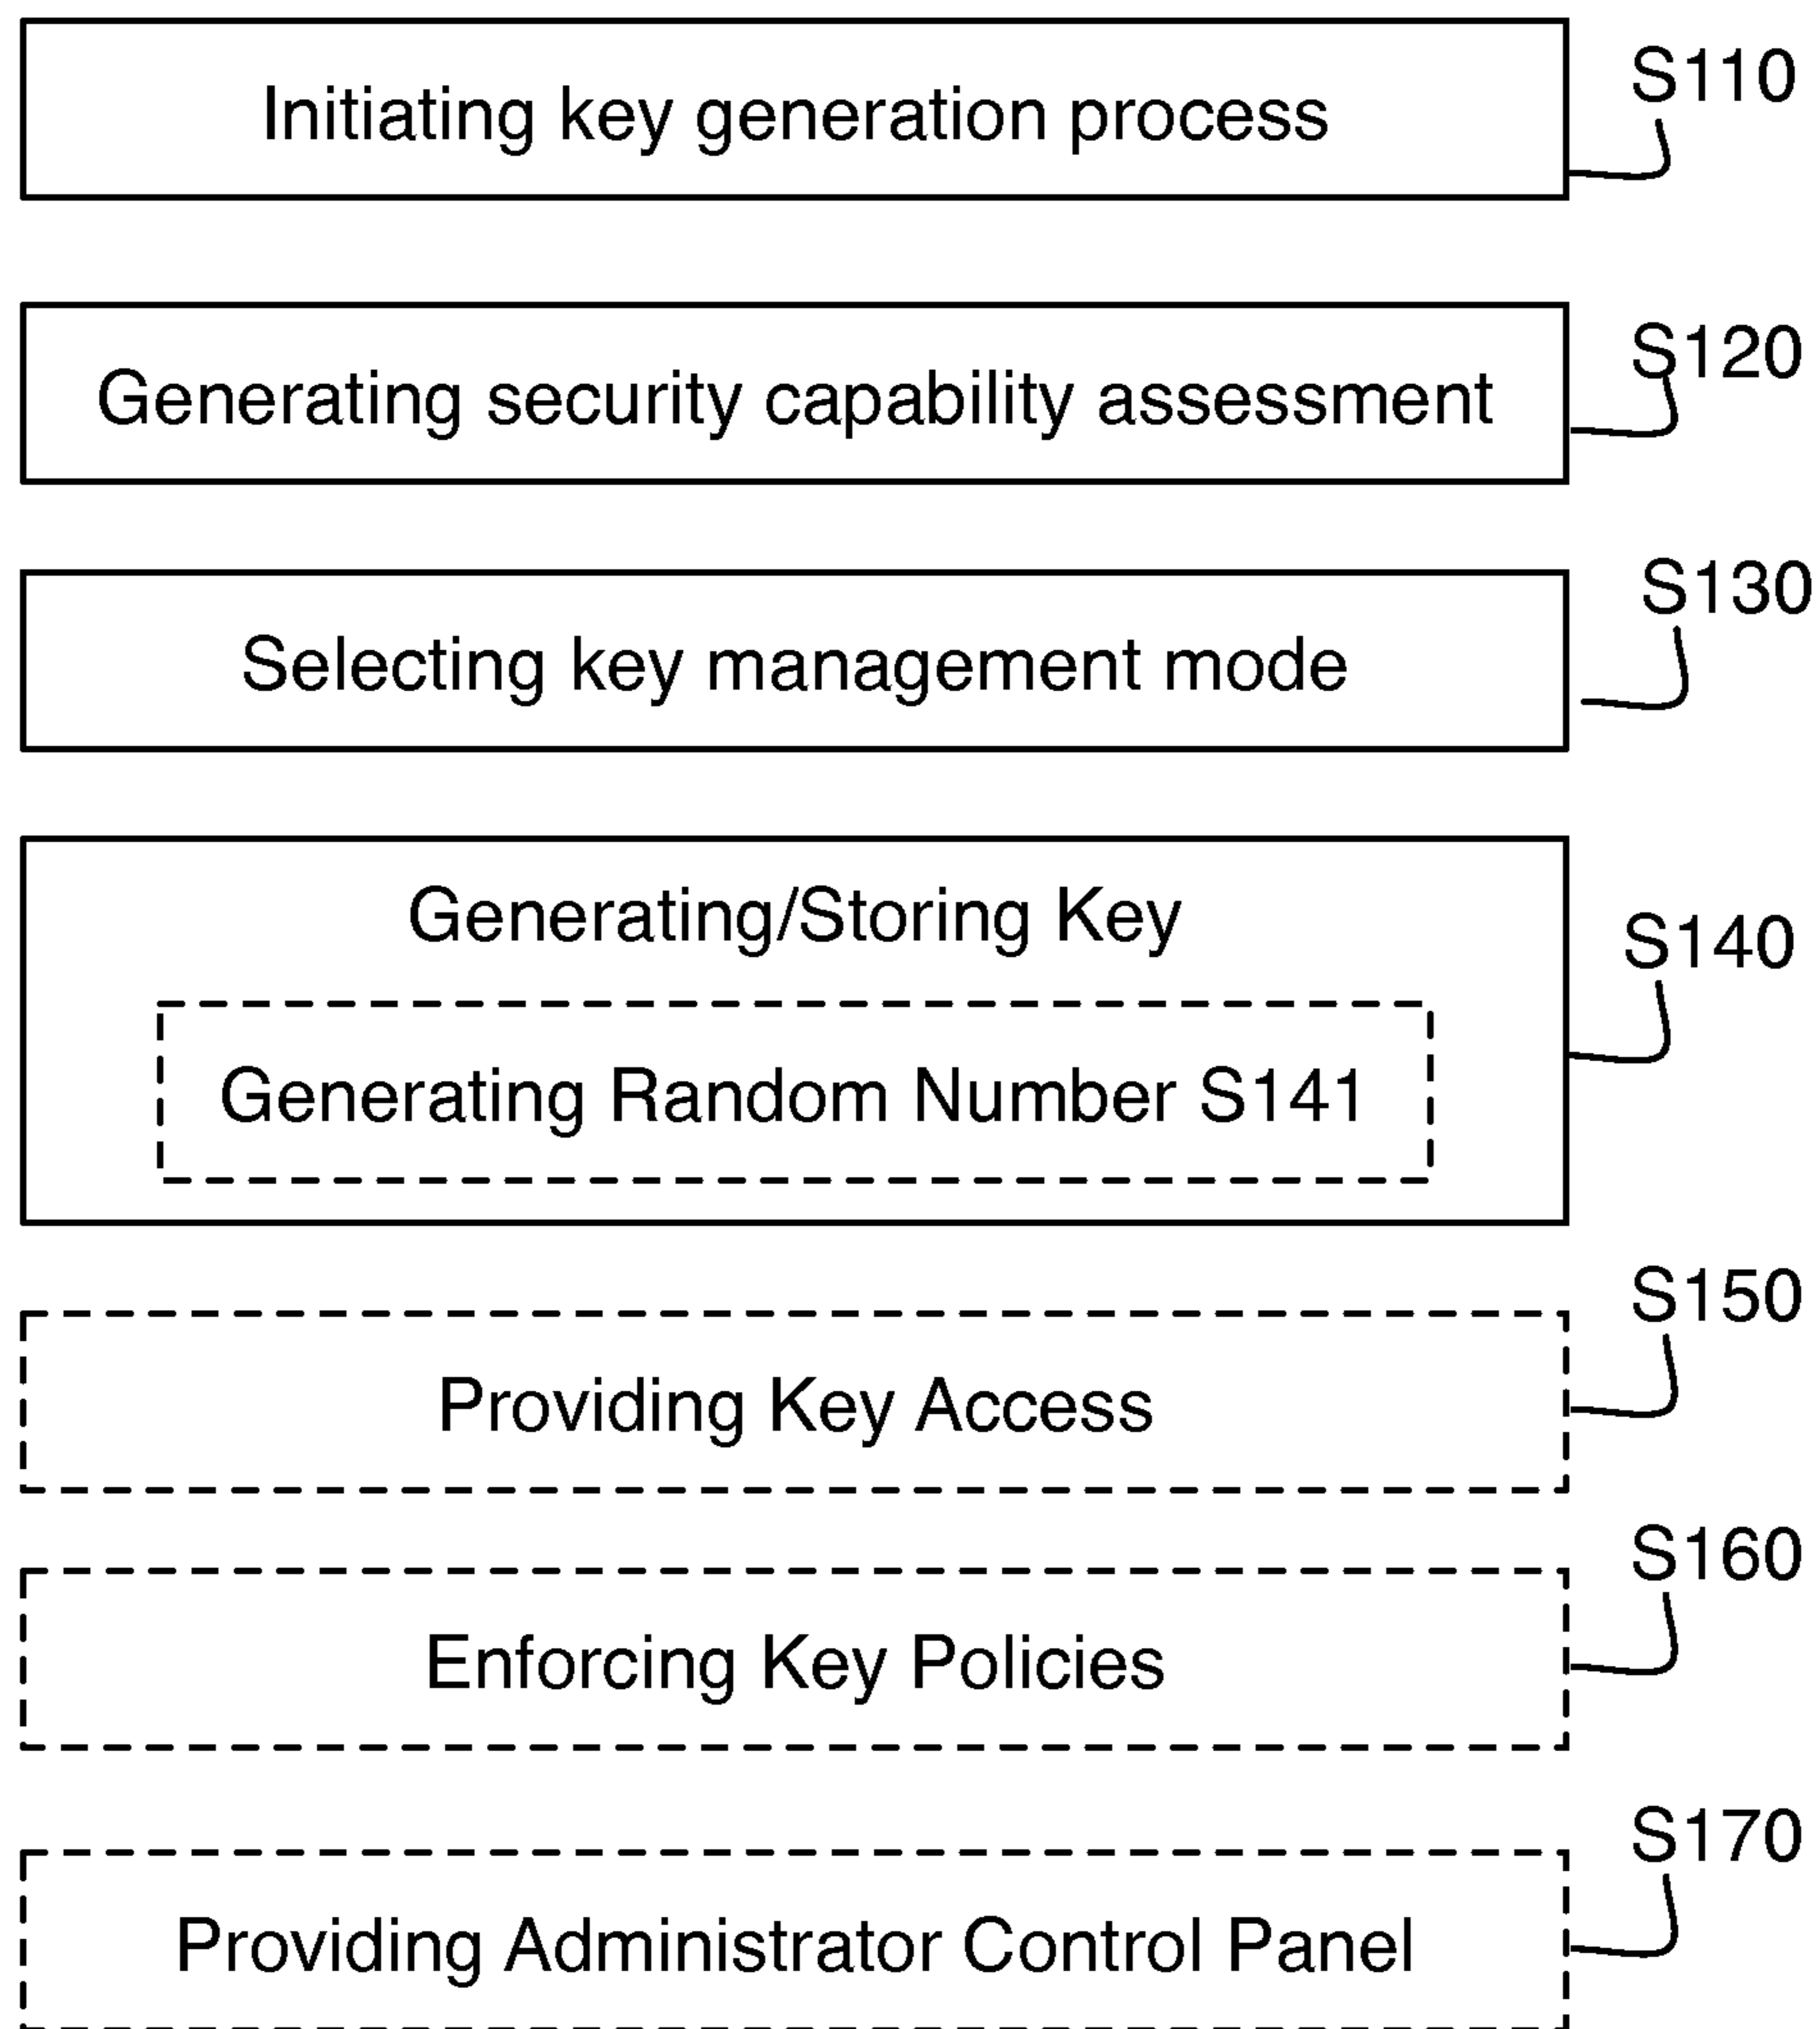 Initiating key generation process
S110
Generating security capability assessment
S120
Selecting key management mode
S130
Generating/Storing Key
S140
Generating Random Number S141
Providing Key Access
S150
Enforcing Key Policies
S160
Providing Administrator Control Panel
S170